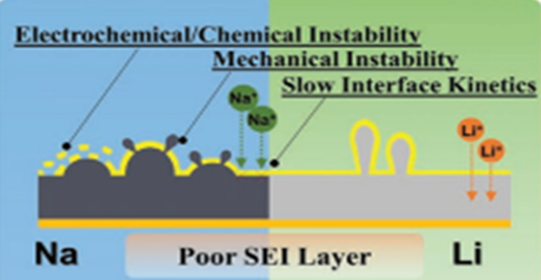 Electrochemical/Chemical Instability
Mechanical Instability
Slow Interface Kinetics
Na⁺
Na⁺
Li⁺
Li⁺
Na
Poor SEI Layer
Li